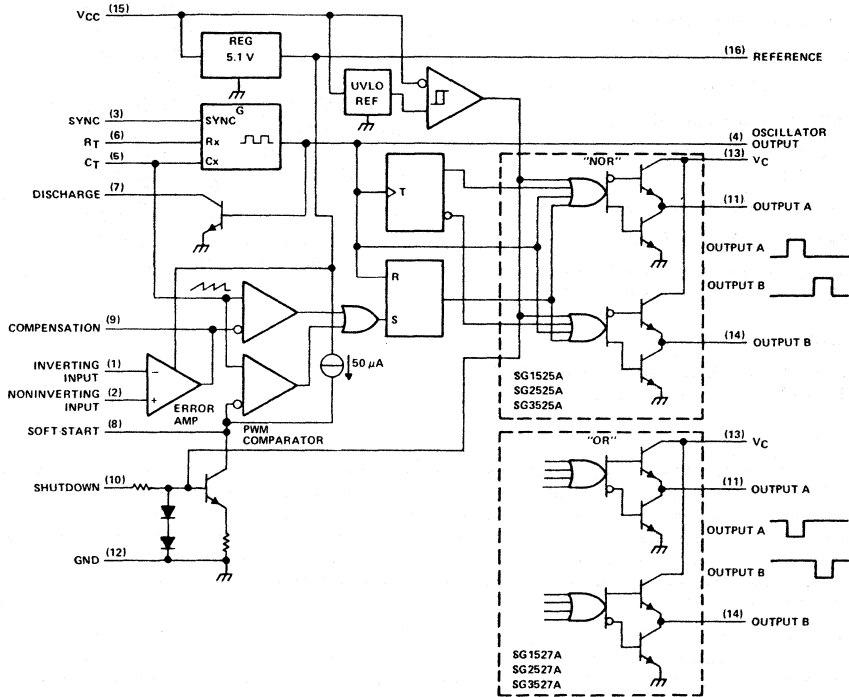 VCC (15)
REG
5.1 V
(16) REFERENCE
UVLO
REF
G
SYNC (3)
SYNC
RT (6)
Rx
CT (5)
Cx
(4) OSCILLATOR
OUTPUT
"NOR"
(13) VC
DISCHARGE (7)
T
(11) OUTPUT A
OUTPUT A
OUTPUT B
R
S
COMPENSATION (9)
INVERTING (1)
INPUT
NONINVERTING (2)
INPUT
−
+
ERROR
AMP
50 µA
(14) OUTPUT B
SG1525A
SG2525A
SG3525A
SOFT-START (8)
PWM
COMPARATOR
"OR"
(13) VC
SHUTDOWN (10)
(11) OUTPUT A
OUTPUT A
GND (12)
OUTPUT B
(14) OUTPUT B
SG1527A
SG2527A
SG3527A